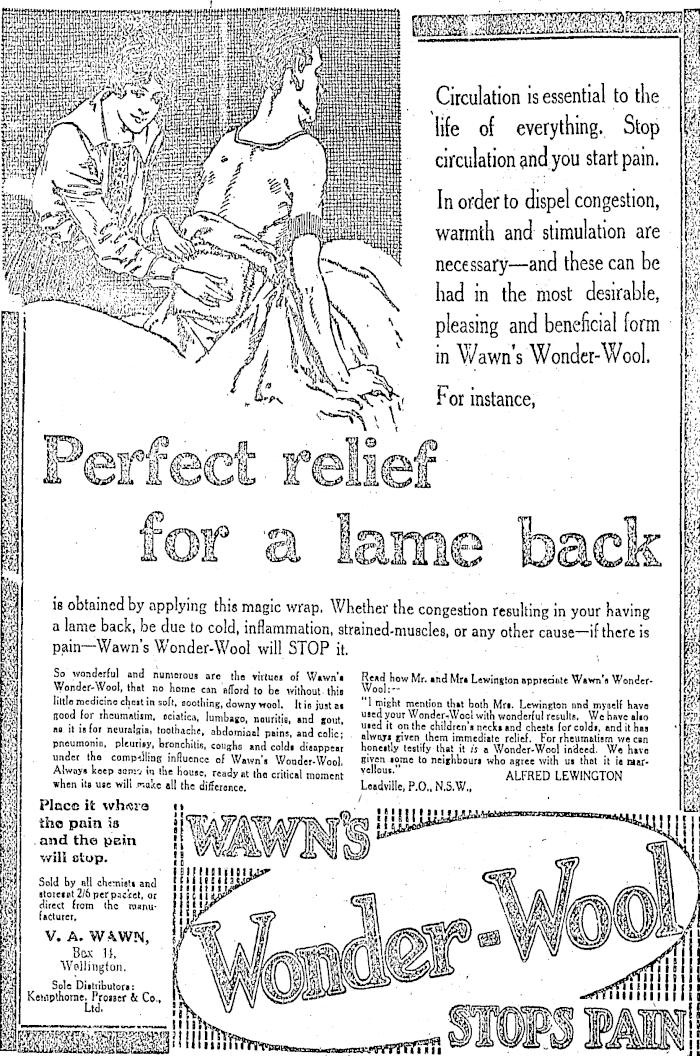 Circulation is essential to the
life of everything. Stop
circulation and you start pain.
In order to dispel congestion,
warmth and stimulation are
necessary—and these can be
had in the most desirable,
pleasing and beneficial form
in Wawn's Wonder-Wool.
For instance,
Perfect relief
for a lame back
is obtained by applying this magic wrap. Whether the congestion resulting in your having
a lame back, be due to cold, inflammation, strained-muscles, or any other cause—if there is
pain—Wawn's Wonder-Wool will STOP it.
So wonderful and numerous are the virtues of Wawn's
Wonder-Wool, that no home can afford to be without this
little medicine chest in soft, soothing, downy wool. It is just as
good for rheumatism, sciatica, lumbago, neuritis, and gout,
as it is for neuralgia, toothache, abdominal pains, and colic;
pneumonia, pleurisy, bronchitis, coughs and colds disappear
under the compelling influence of Wawn's Wonder-Wool.
Always keep some in the house, ready at the critical moment
when its use will make all the difference.
Read how Mr. and Mrs Lewington appreciate Wawn's Wonder-
Wool:--
"I might mention that both Mrs. Lewington and myself have
used your Wonder-Wool with wonderful results. We have also
used it on the children's necks and chests for colds, and it has
always given them immediate relief. For rheumatism we can
honestly testify that it is a Wonder-Wool indeed. We have
given some to neighbours who agree with us that it is mar-
vellous."
ALFRED LEWINGTON
Leadville, P.O., N.S.W.,
Place it where
the pain is
and the pain
will stop.
Sold by all chemists and
stores at 2/6 per packet, or
direct from the manu-
facturer,
V. A. WAWN,
Box 14,
Wellington.
Sole Distributors:
Kempthorne, Prosser & Co.,
Ltd.
WAWN'S
Wonder-Wool
STOPS PAIN